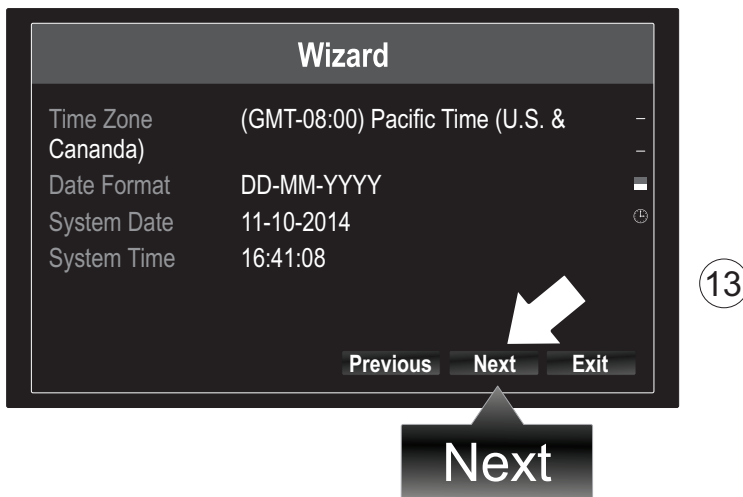 Wizard
Time Zone (GMT-08:00) Pacific Time (U.S. &
Cananda)
Date Format DD-MM-YYYY
System Date 11-10-2014
System Time 16:41:08
13
Previous Next Exit
Next